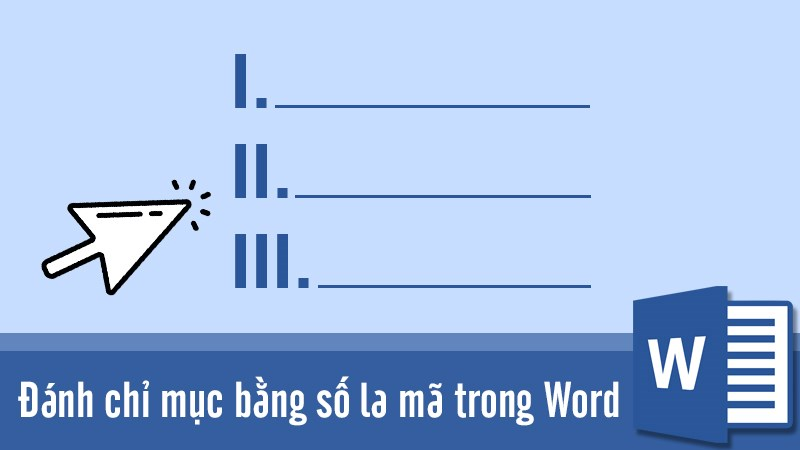 I.
II.
III.
Đánh chỉ mục bằng số la mã trong Word
W